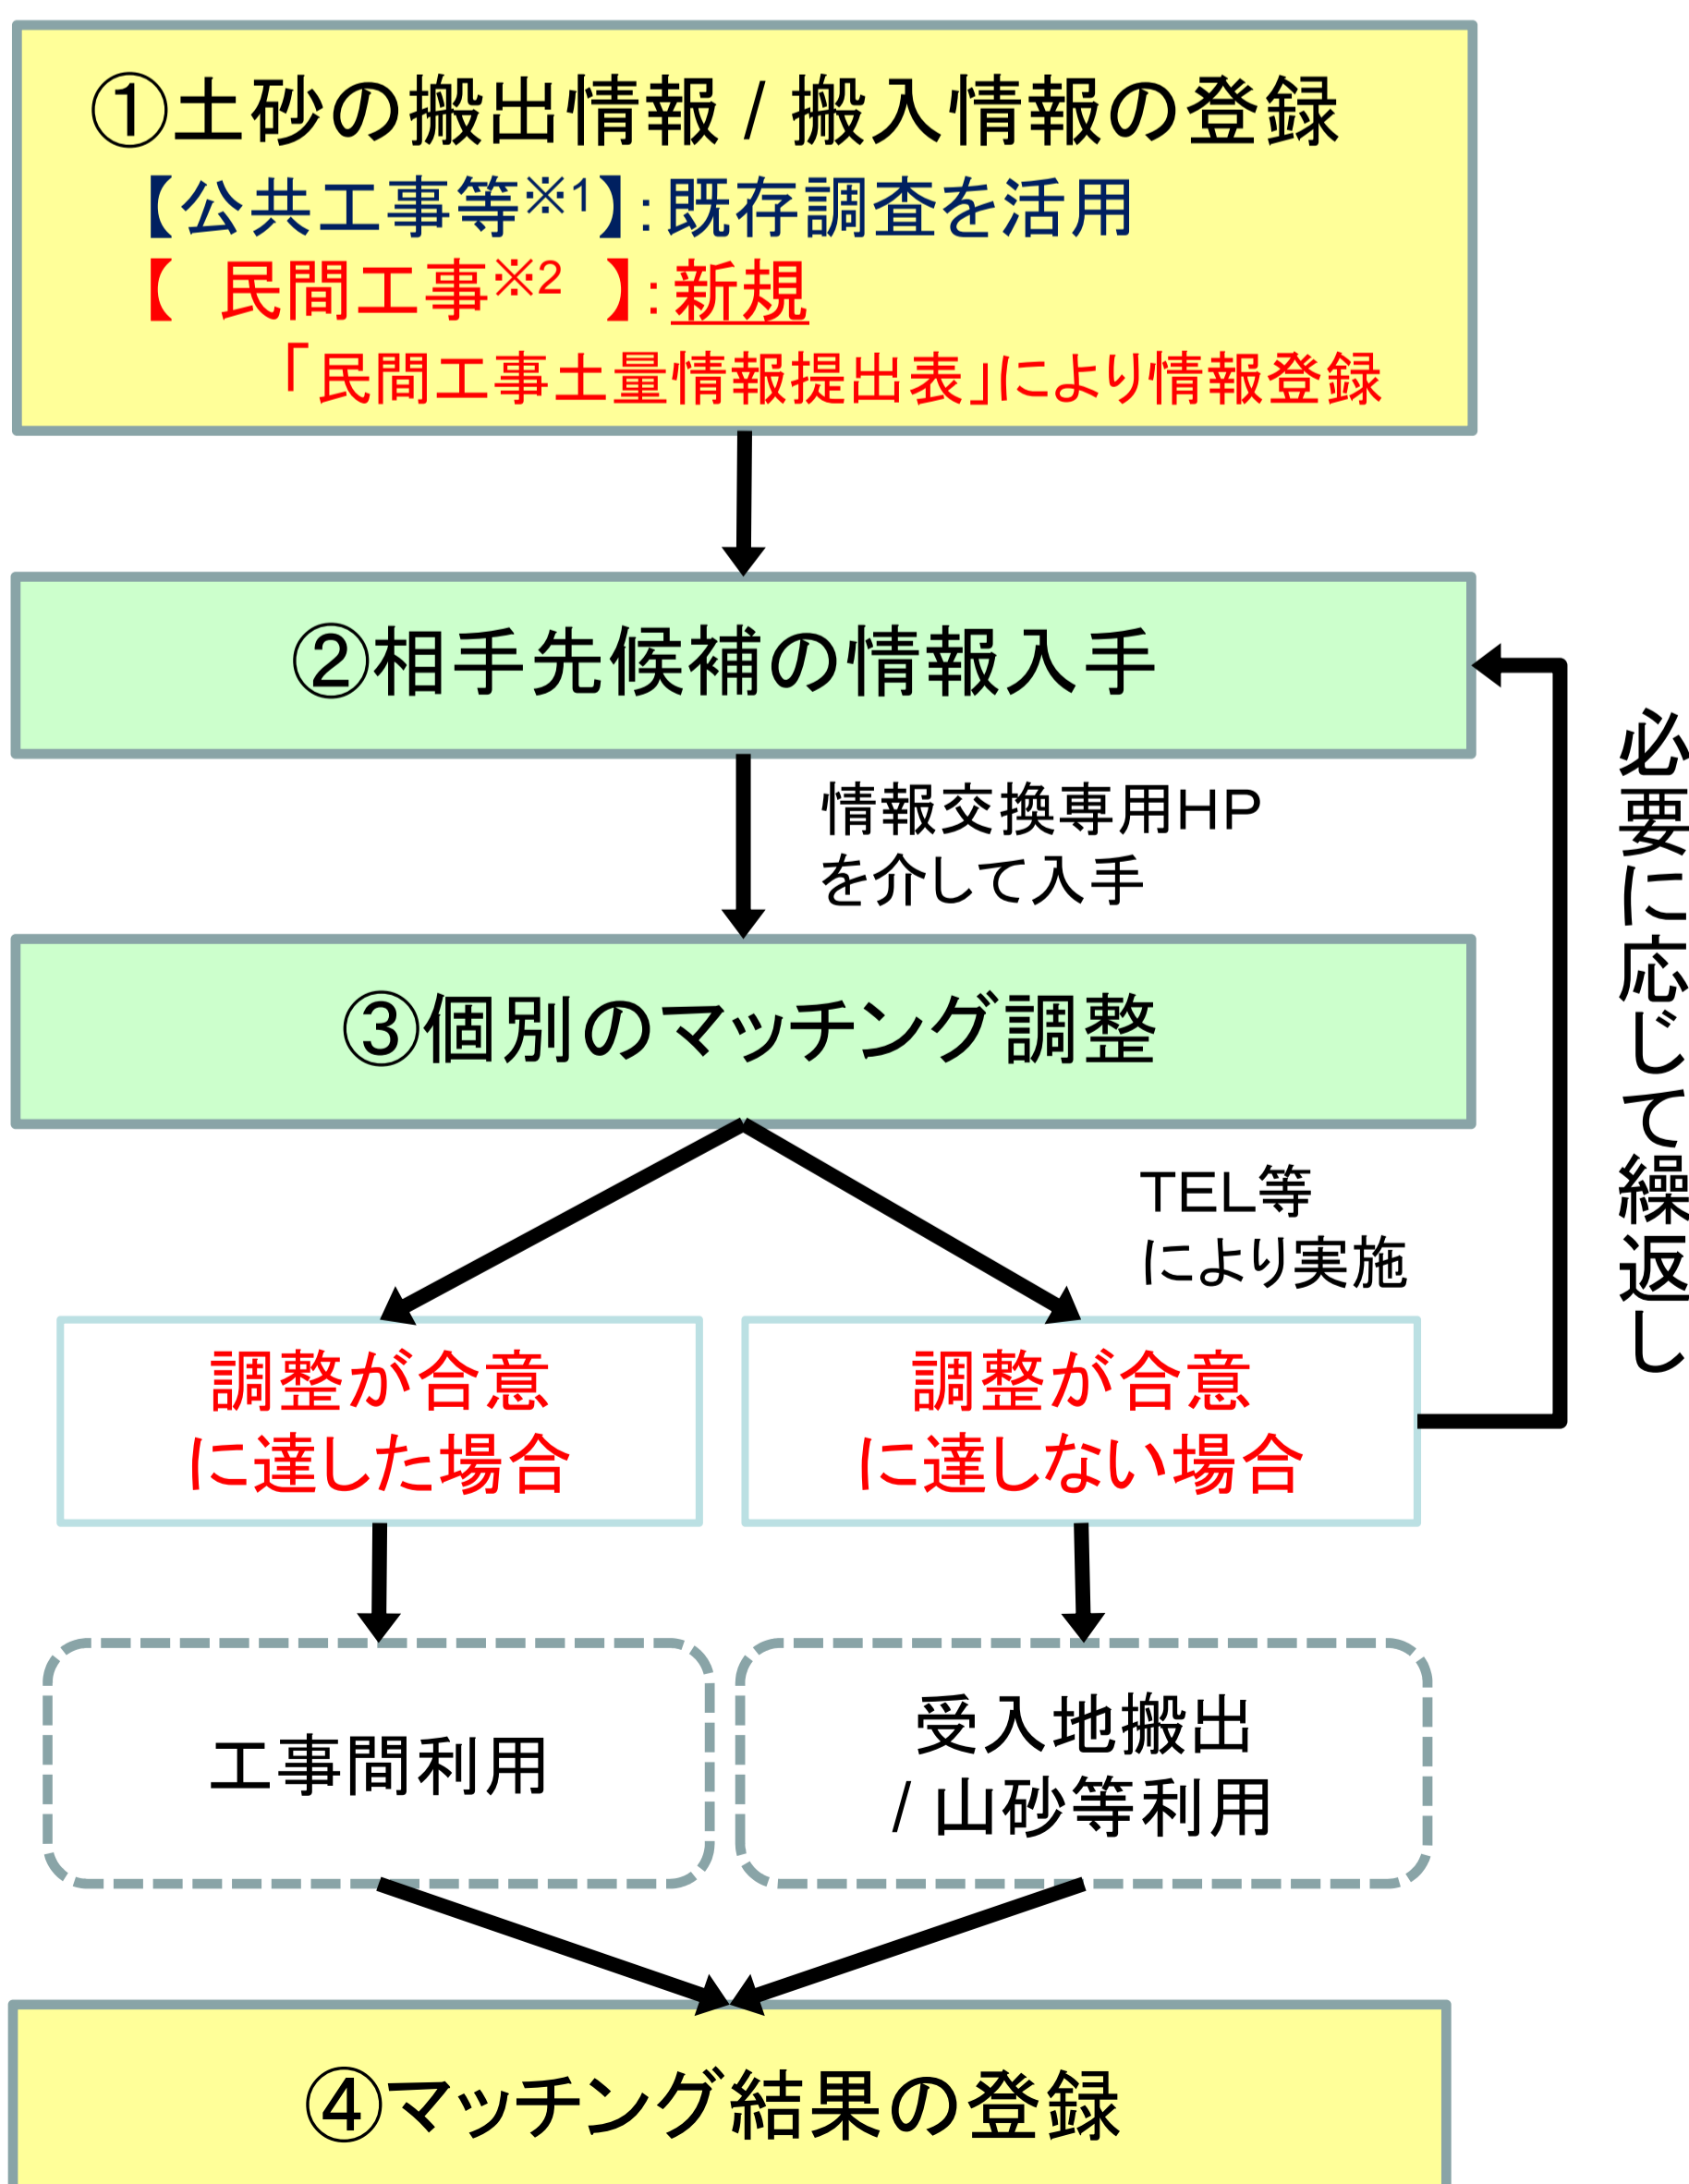 ①土砂の搬出情報 / 搬入情報の登録
【公共工事等※1】：既存調査を活用
【　民間工事※2　】：新規
「民間工事土量情報提出表」により情報登録
②相手先候補の情報入手
情報交換専用HP
を介して入手
③個別のマッチング調整
TEL等
により実施
調整が合意
に達した場合
調整が合意
に達しない場合
必要に応じて繰返し
工事間利用
受入地搬出
/ 山砂等利用
④マッチング結果の登録